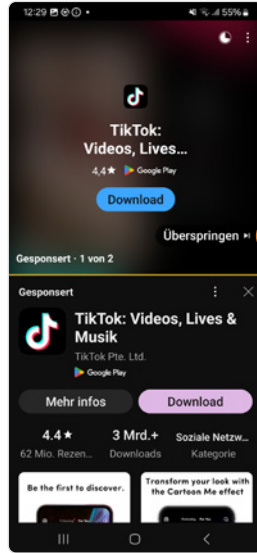 12:29
55%
TikTok:
Videos, Lives...
4,4★ Google Play
Download
Überspringen
Gesponsert · 1 von 2
Gesponsert
TikTok: Videos, Lives &
Musik
TikTok Pte. Ltd.
Google Play
Mehr infos
Download
4.4 ★
3 Mrd.+
Soziale Netzw...
62 Mio. Rezen...
Downloads
Kategorie
Be the first to discover.
Transform your look with
the Cartoon Me effect